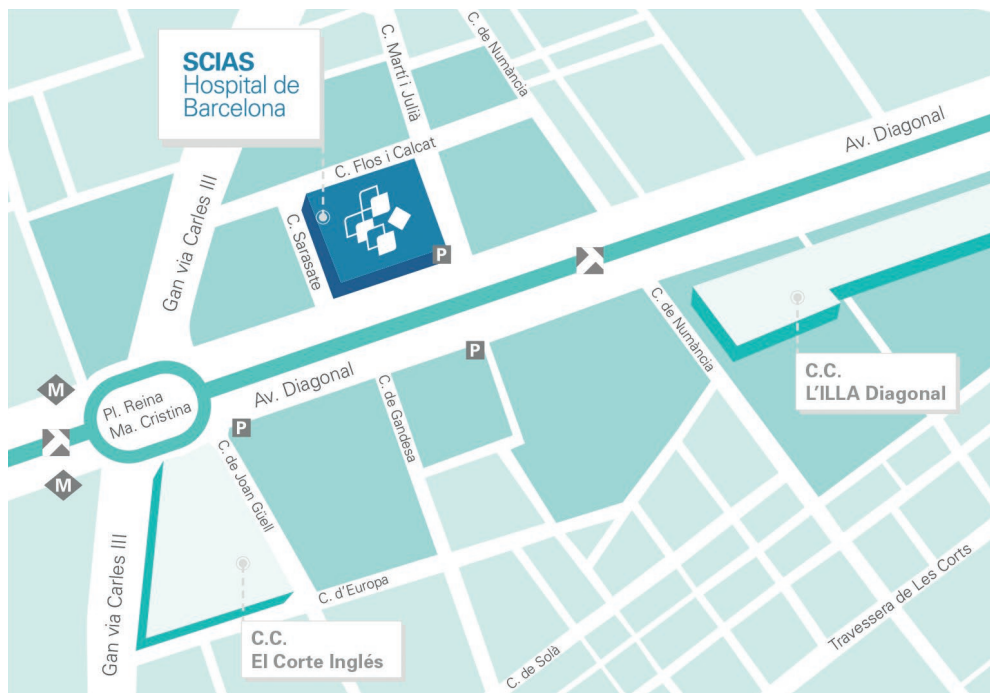 SCIAS
Hospital de
Barcelona
C. Martí i Julià
C. de Numància
Av. Diagonal
C. Flos i Calcat
Gan via Carles III
C. Sarasate
P
C. de Numància
C.C.
L'ILLA Diagonal
P
Av. Diagonal
M
Pl. Reina
Ma. Cristina
C. de Gandesa
P
M
C. de Joan Güell
Gan via Carles III
C. d'Europa
Travessera de Les Corts
C.C.
El Corte Inglés
C. de Solà